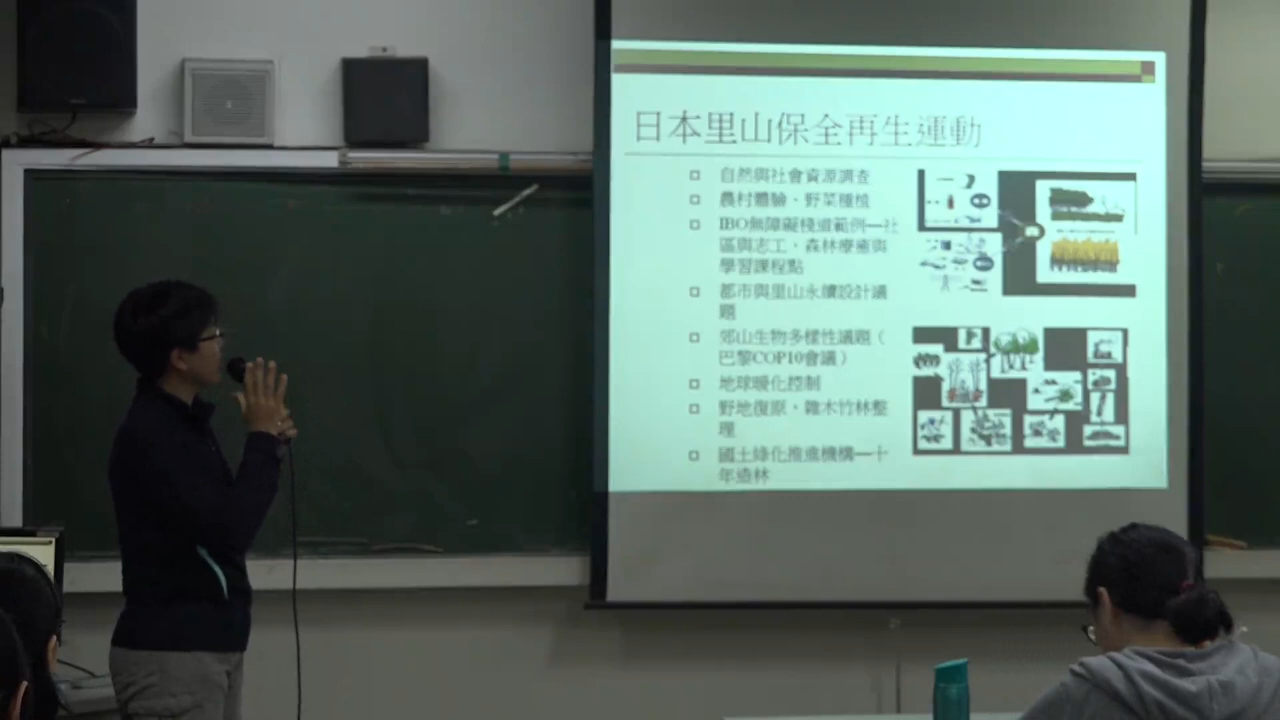 日本里山保全再生運動
自然與社會資源調查
農村體驗、野菜種植
IBO無障礙棧道範例—社
區與志工，森林療癒與
學習課程點
都市與里山永續設計議
題
郊山生物多樣性議題（
巴黎COP10會議）
地球暖化控制
野地復原，雜木竹林整
理
國土綠化推進機構—十
年造林